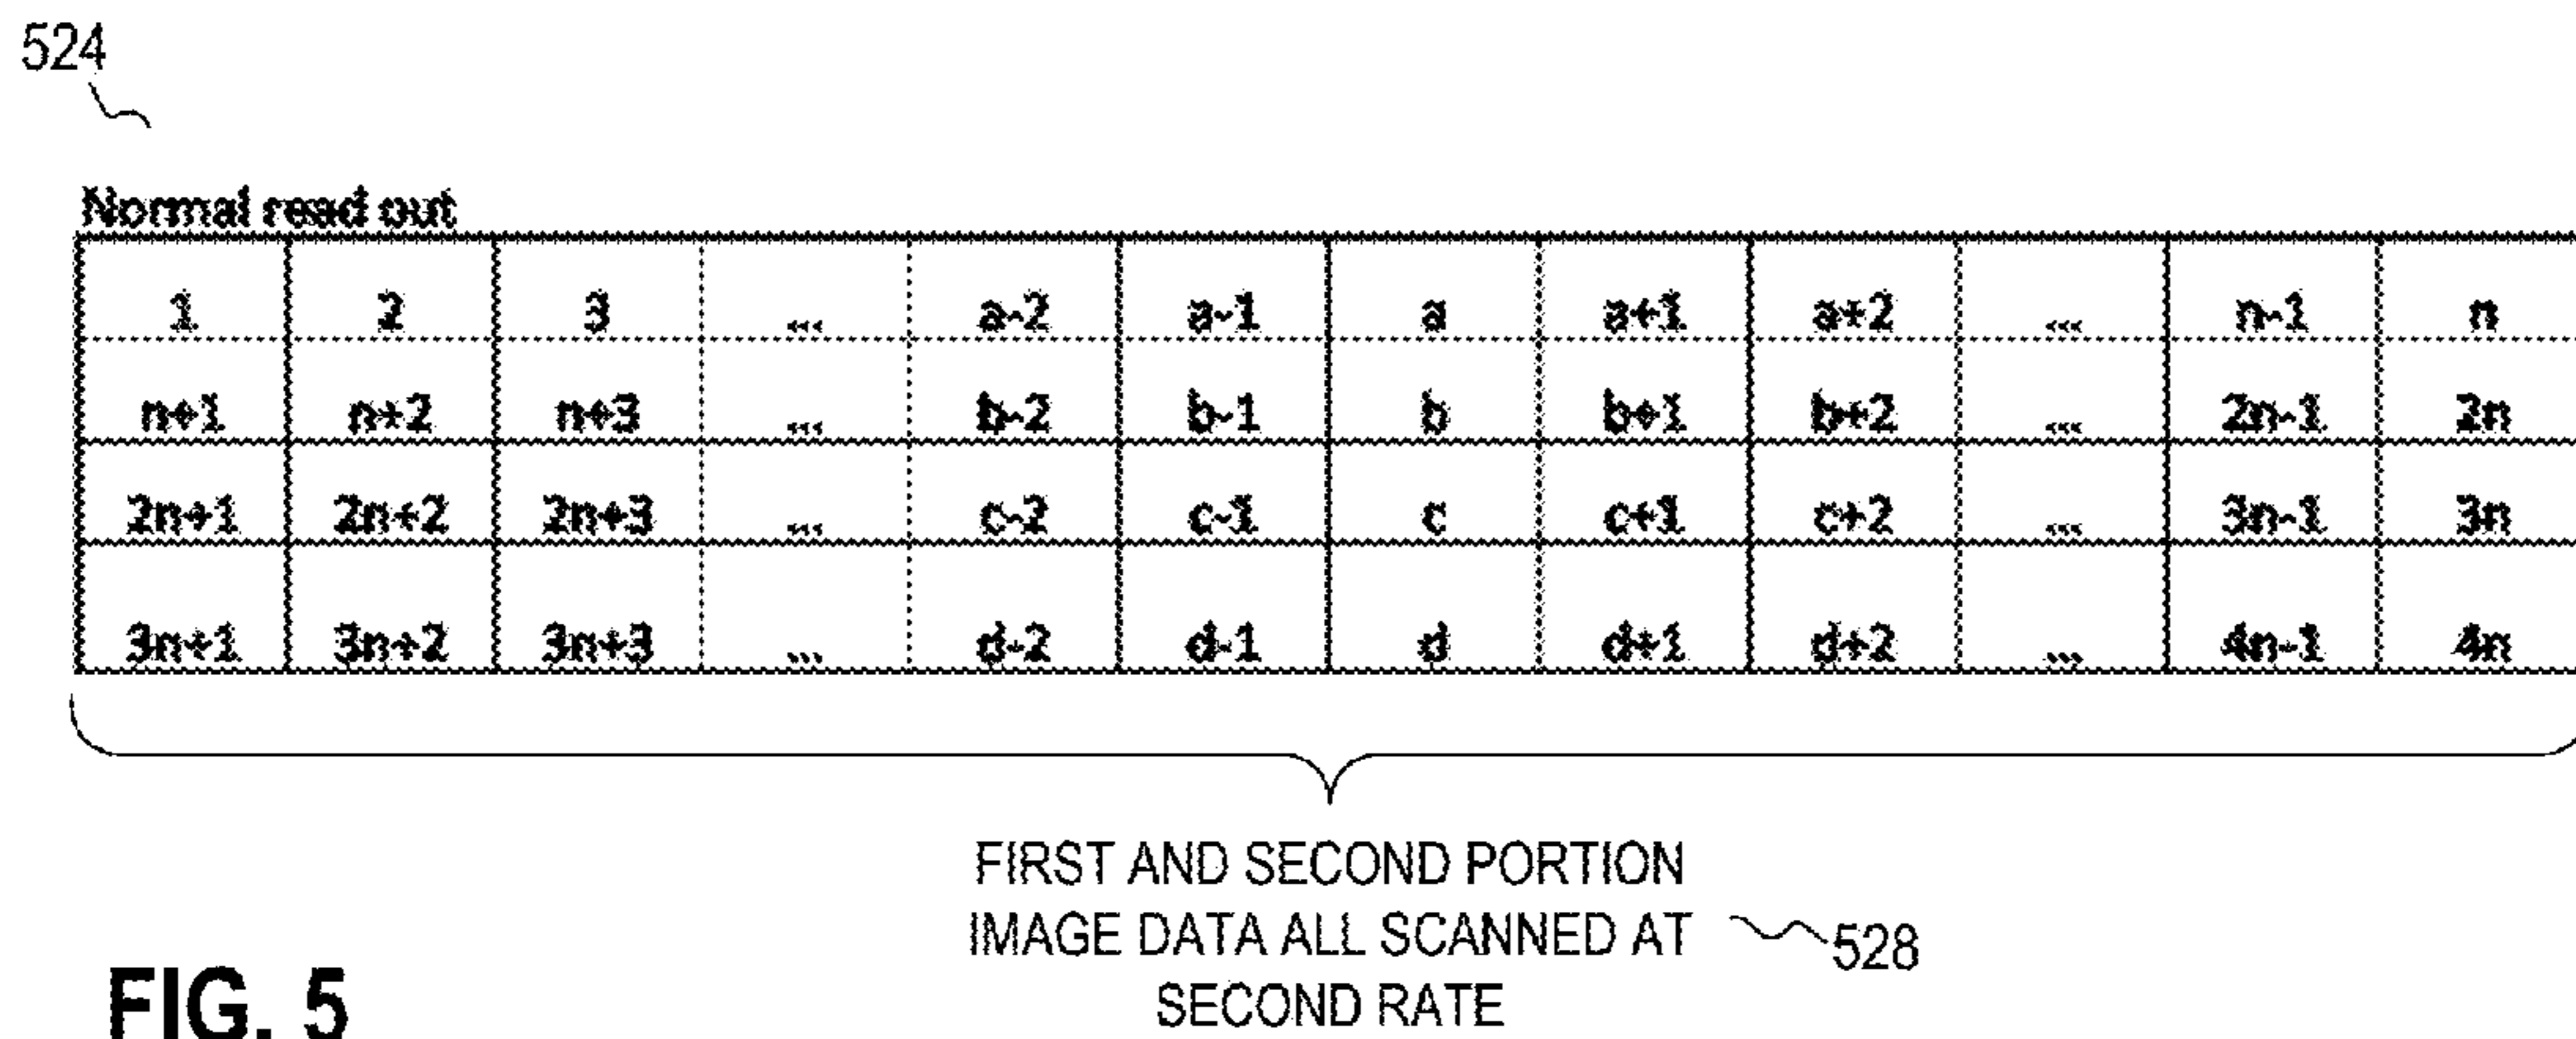 524
Normal read out
1 2 3 ... a-2 a-1 a a+1 a+2 ... n-1 n
n+1 n+2 n+3 ... b-2 b-1 b b+1 b+2 ... 2n-1 2n
2n+1 2n+2 2n+3 ... c-2 c-1 c c+1 c+2 ... 3n-1 3n
3n+1 3n+2 3n+3 ... d-2 d-1 d d+1 d+2 ... 4n-1 4n
FIRST AND SECOND PORTION
IMAGE DATA ALL SCANNED AT 528
SECOND RATE
FIG. 5